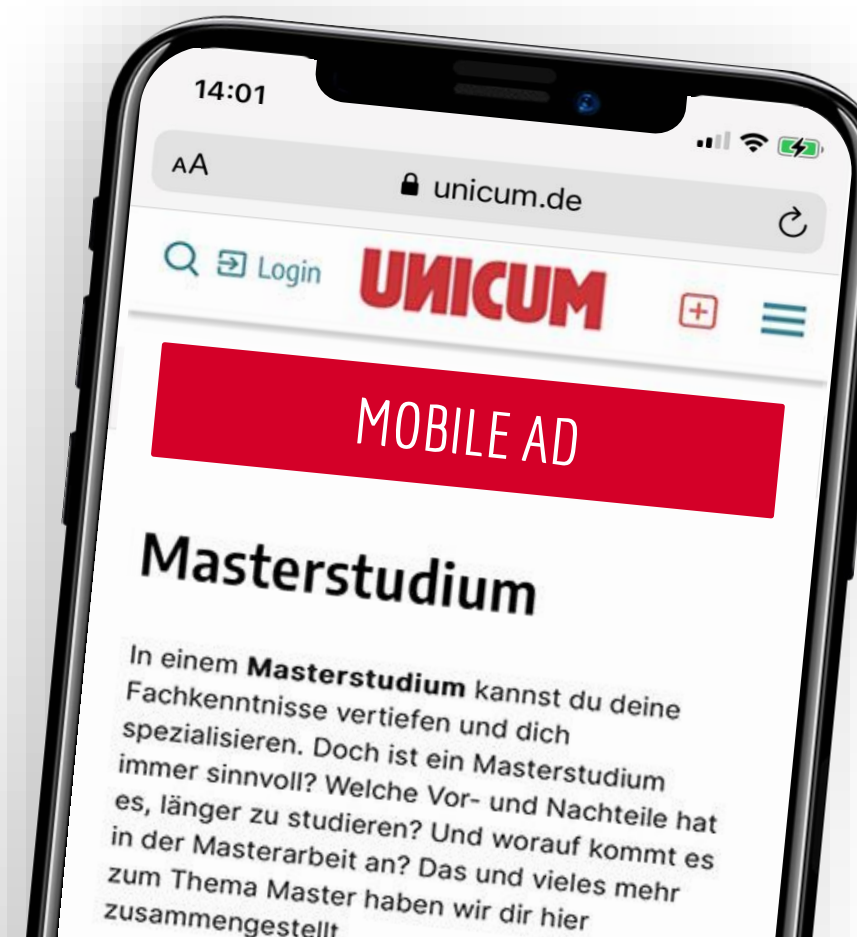 14:01
AA unicum.de
Login UNICUM
MOBILE AD
Masterstudium
In einem Masterstudium kannst du deine
Fachkenntnisse vertiefen und dich
spezialisieren. Doch ist ein Masterstudium
immer sinnvoll? Welche Vor- und Nachteile hat
es, länger zu studieren? Und worauf kommt es
in der Masterarbeit an? Das und vieles mehr
zum Thema Master haben wir dir hier
zusammengestellt